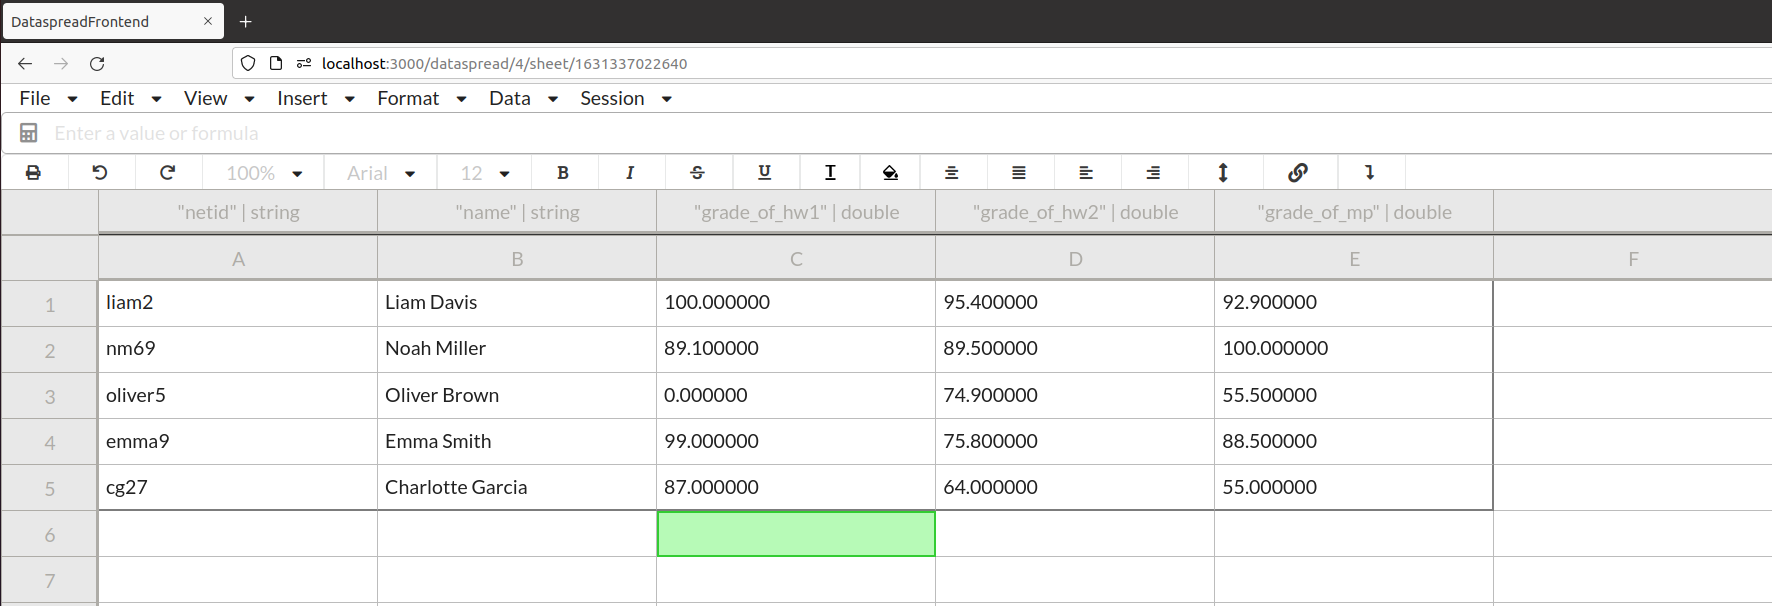 DataspreadFrontend × +
localhost:3000/dataspread/4/sheet/1631337022640
File Edit View Insert Format Data Session
Enter a value or formula
100% Arial 12 B I S U T
"netid" | string "name" | string "grade_of_hw1" | double "grade_of_hw2" | double "grade_of_mp" | double
A B C D E F
1 liam2 Liam Davis 100.000000 95.400000 92.900000
2 nm69 Noah Miller 89.100000 89.500000 100.000000
3 oliver5 Oliver Brown 0.000000 74.900000 55.500000
4 emma9 Emma Smith 99.000000 75.800000 88.500000
5 cg27 Charlotte Garcia 87.000000 64.000000 55.000000
6
7